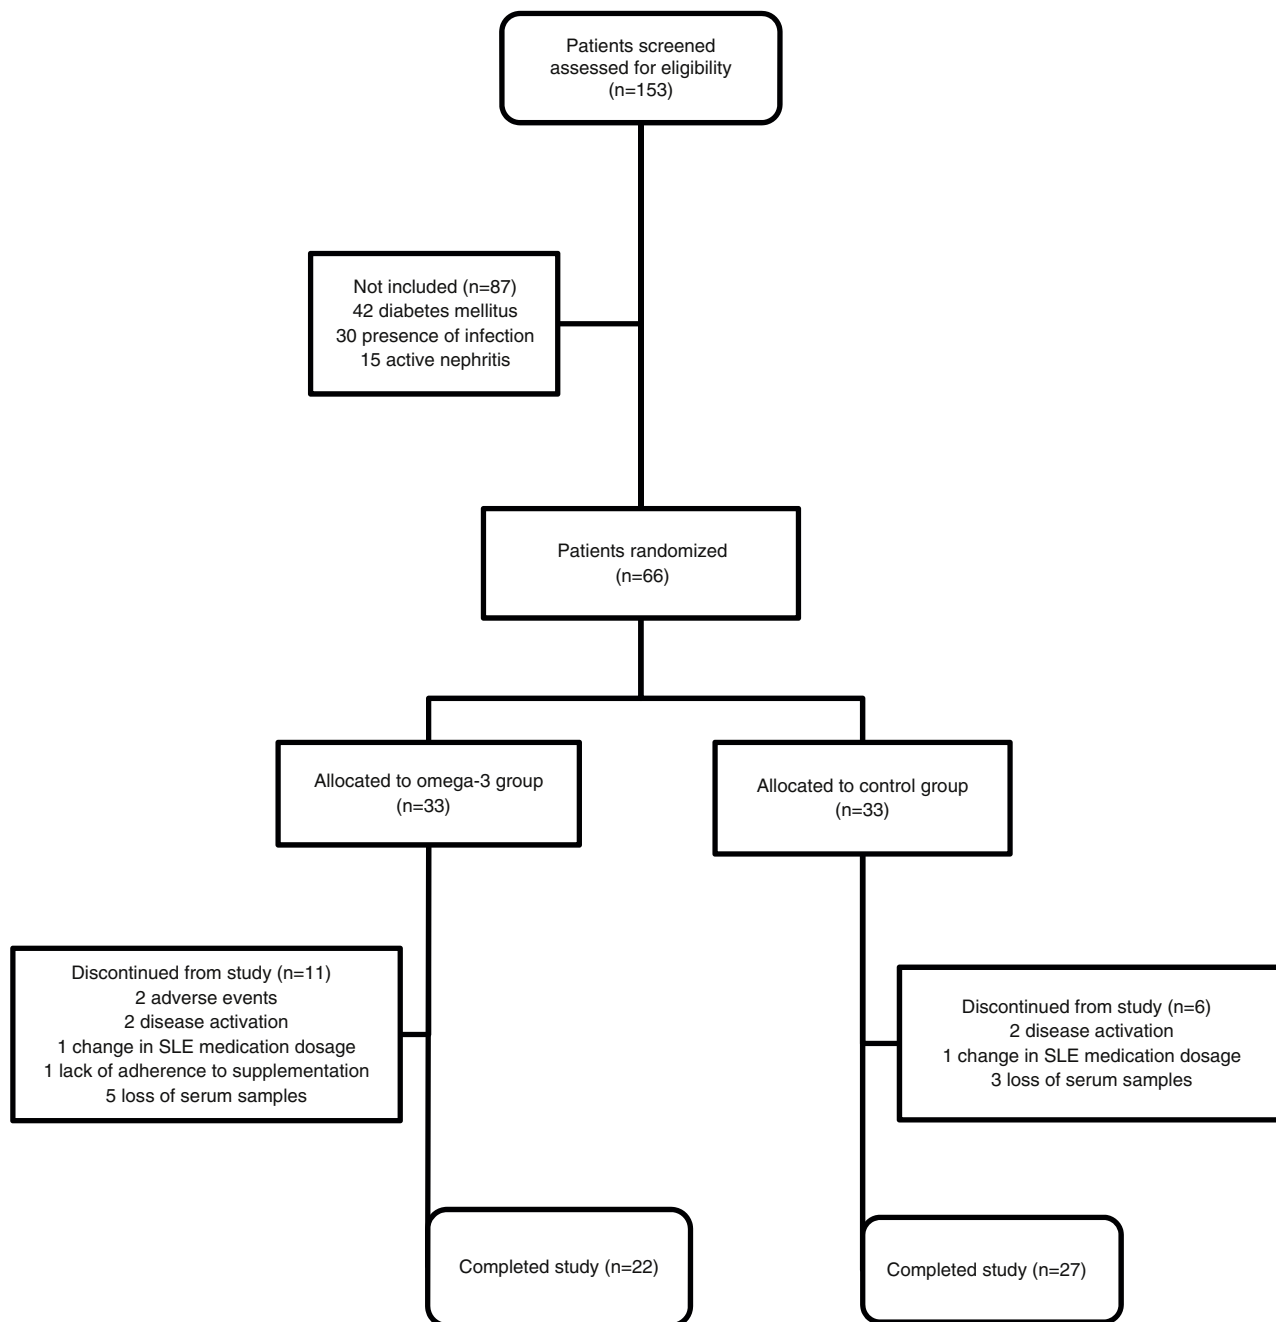 Patients screened
assessed for eligibility
(n=153)
Not included (n=87)
42 diabetes mellitus
30 presence of infection
15 active nephritis
Patients randomized
(n=66)
Allocated to omega-3 group
(n=33)
Allocated to control group
(n=33)
Discontinued from study (n=11)
2 adverse events
2 disease activation
1 change in SLE medication dosage
1 lack of adherence to supplementation
5 loss of serum samples
Discontinued from study (n=6)
2 disease activation
1 change in SLE medication dosage
3 loss of serum samples
Completed study (n=22)
Completed study (n=27)